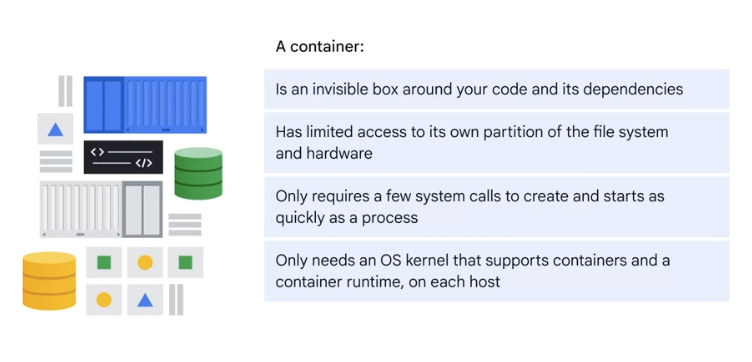 A container:
Is an invisible box around your code and its dependencies
Has limited access to its own partition of the file system
and hardware
<> </>
Only requires a few system calls to create and starts as
quickly as a process
Only needs an OS kernel that supports containers and a
container runtime, on each host